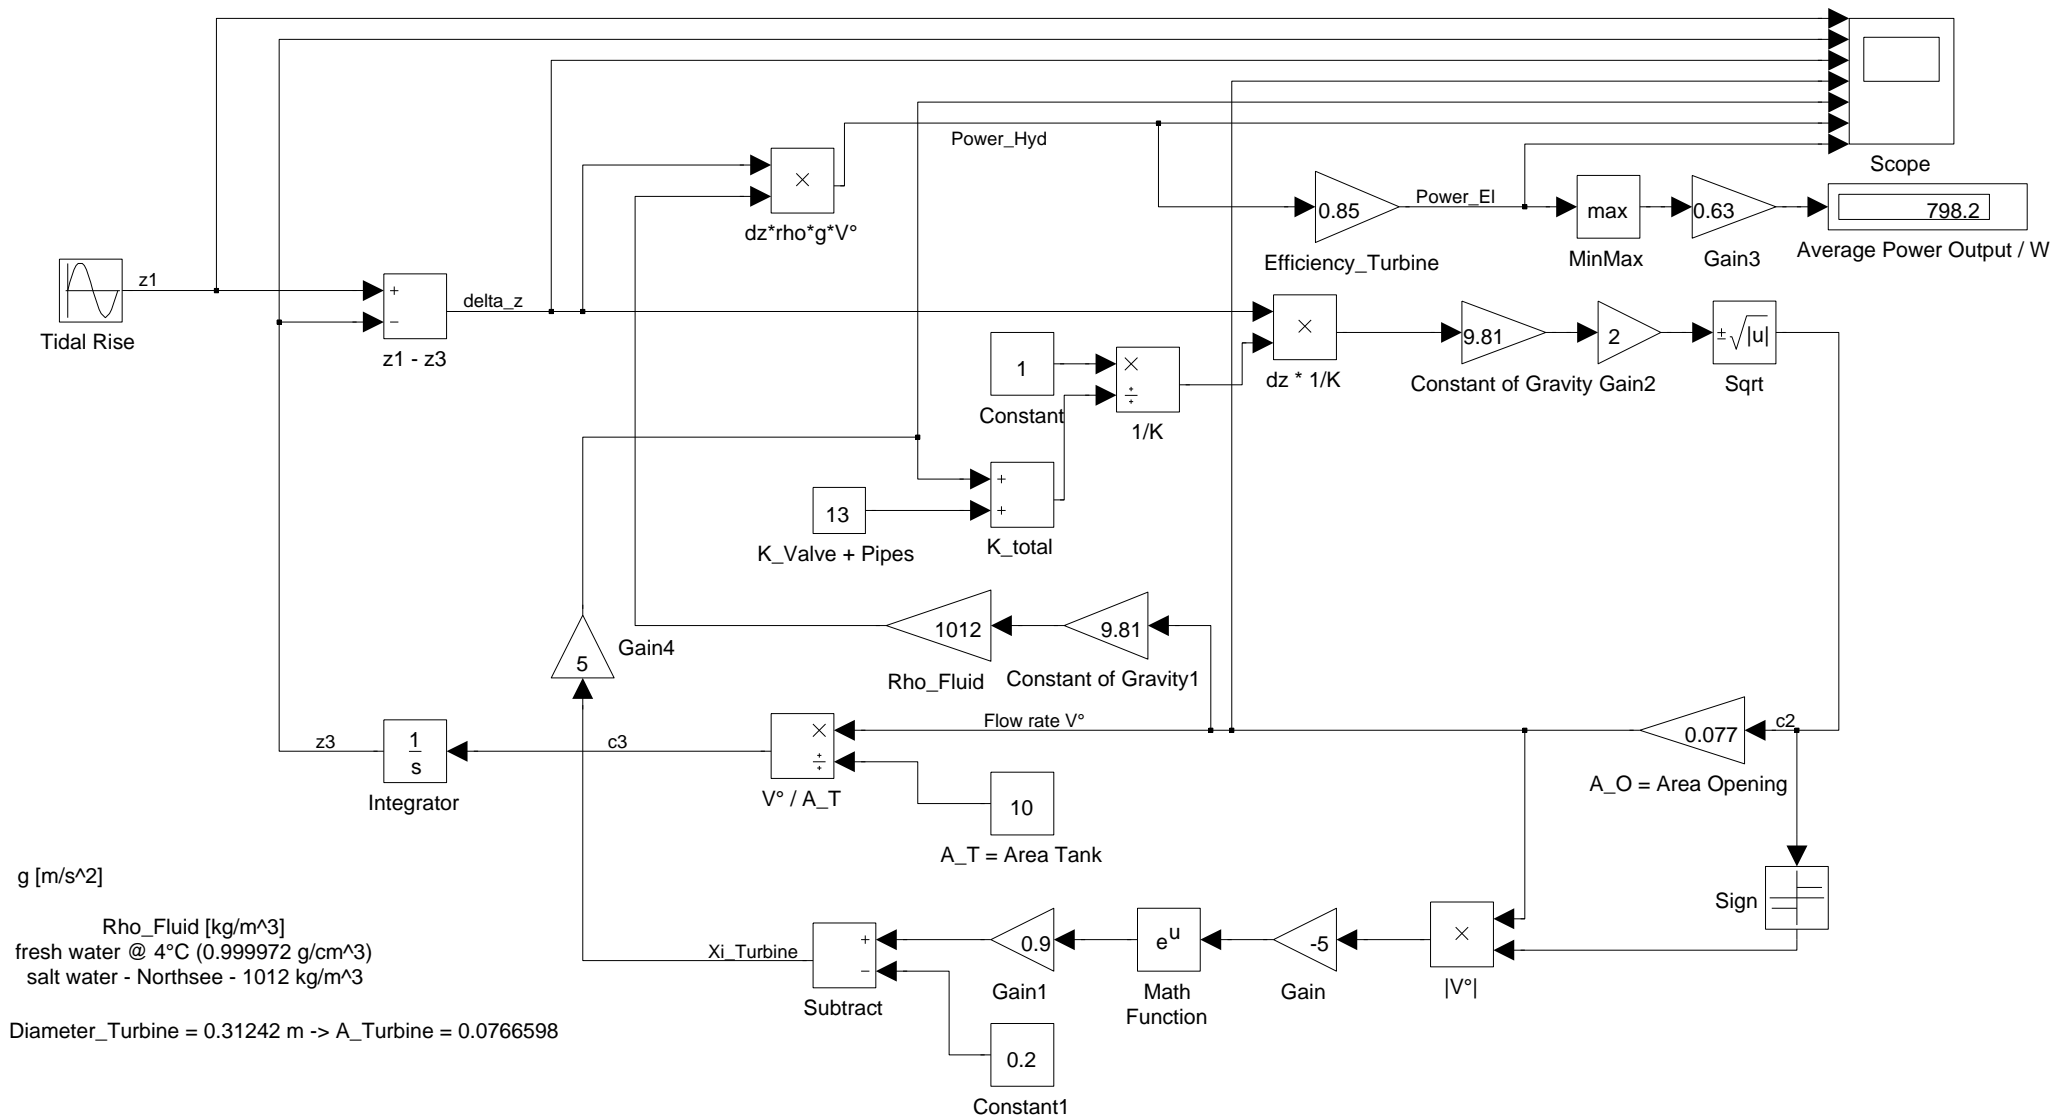 Power_Hyd
Scope
×
dz*rho*g*V°
0.85
Efficiency_Turbine
Power_El
max
MinMax
0.63
Gain3
798.2
Average Power Output / W
z1
Tidal Rise
+
−
z1 - z3
delta_z
×
dz * 1/K
9.81
Constant of Gravity
2
Gain2
±√|u|
Sqrt
1
Constant
×
÷
1/K
+
+
K_total
13
K_Valve + Pipes
5
Gain4
1012
Rho_Fluid
9.81
Constant of Gravity1
Flow rate V°
c2
0.077
A_O = Area Opening
z3
1
s
Integrator
c3
×
÷
V° / A_T
10
A_T = Area Tank
Sign
g [m/s^2]
Rho_Fluid [kg/m^3]
fresh water @ 4°C (0.999972 g/cm^3)
salt water - Northsee - 1012 kg/m^3
Diameter_Turbine = 0.31242 m -> A_Turbine = 0.0766598
Xi_Turbine
+
−
Subtract
0.9
Gain1
e^u
Math
Function
-5
Gain
×
|V°|
0.2
Constant1